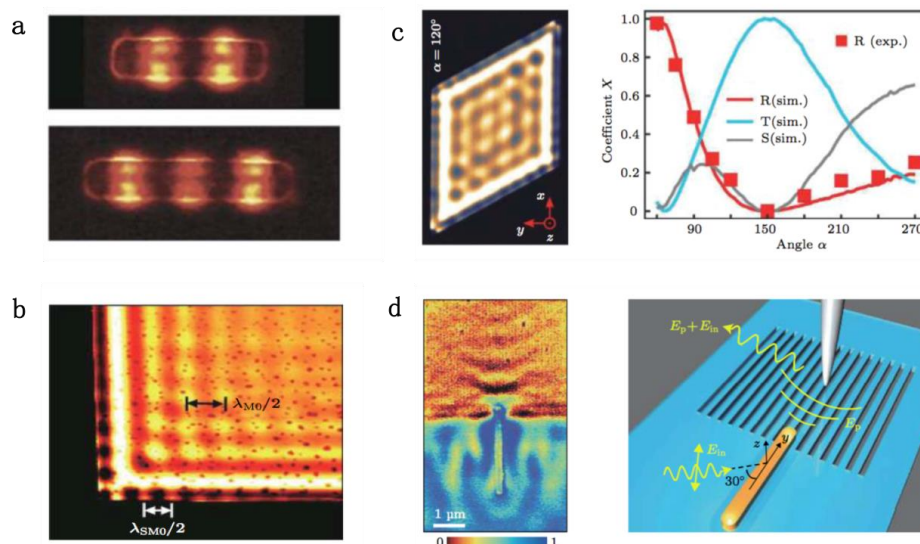 a
b
λM0/2
λSM0/2
c
α = 120°
x
y
z
Coefficient X
1.0
0.8
0.6
0.4
0.2
0
R (exp.)
R(sim.)
T(sim.)
S(sim.)
90
150
210
270
Angle α
d
1 μm
0
1
Ep + Ein
Ep
Ein
z
y
30°